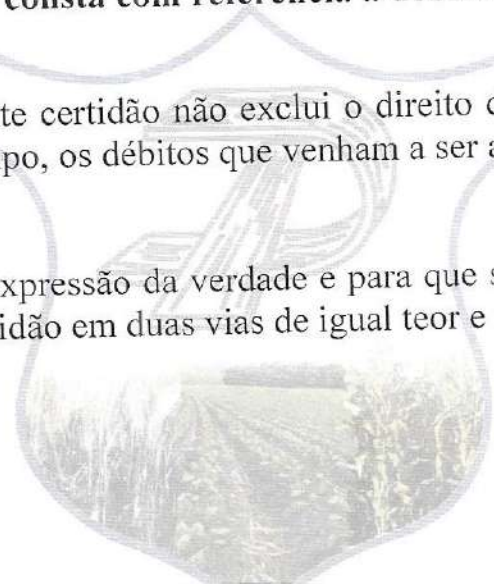 consta com referência a
te certidão não exclui o direito
po, os débitos que venham a ser a
xpressão da verdade e para que s
idão em duas vias de igual teor e